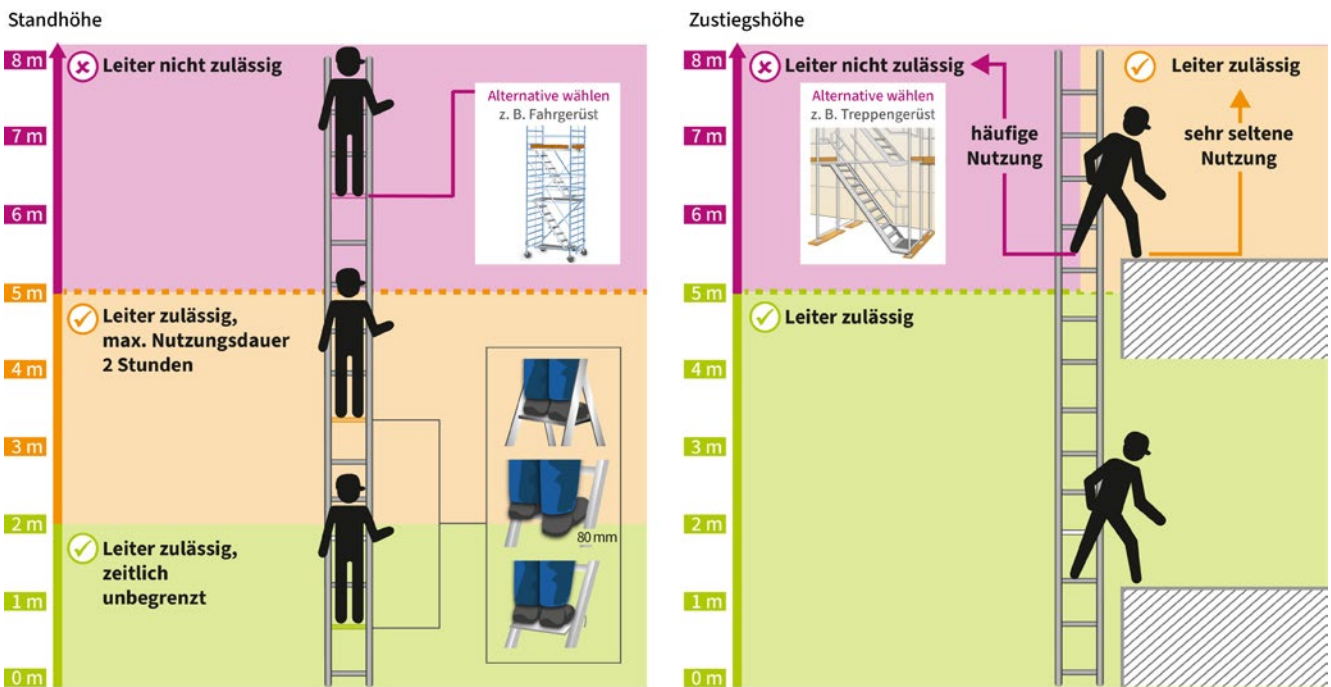 Standhöhe
8 m
7 m
6 m
5 m
4 m
3 m
2 m
1 m
0 m
Leiter nicht zulässig
Alternative wählen
z. B. Fahrgerüst
Leiter zulässig,
max. Nutzungsdauer
2 Stunden
80 mm
Leiter zulässig,
zeitlich
unbegrenzt
Zustiegshöhe
8 m
7 m
6 m
5 m
4 m
3 m
2 m
1 m
0 m
Leiter nicht zulässig
Alternative wählen
z. B. Treppengerüst
häufige
Nutzung
Leiter zulässig
sehr seltene
Nutzung
Leiter zulässig